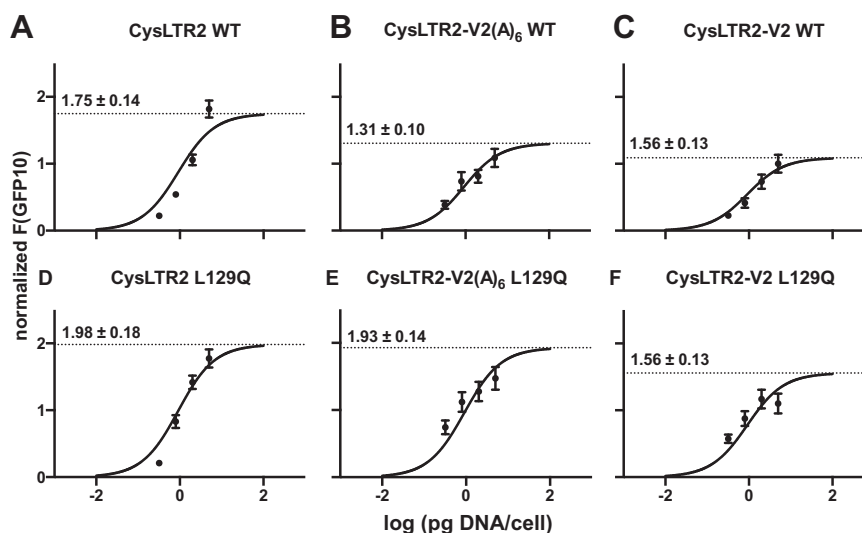 A
CysLTR2 WT
B
CysLTR2-V2(A)6 WT
C
CysLTR2-V2 WT
normalized F(GFP10)
2
1
0
1.75 ± 0.14
1.31 ± 0.10
1.56 ± 0.13
D
CysLTR2 L129Q
E
CysLTR2-V2(A)6 L129Q
F
CysLTR2-V2 L129Q
2
1
0
1.98 ± 0.18
1.93 ± 0.14
1.56 ± 0.13
-2 0 2
-2 0 2
-2 0 2
log (pg DNA/cell)